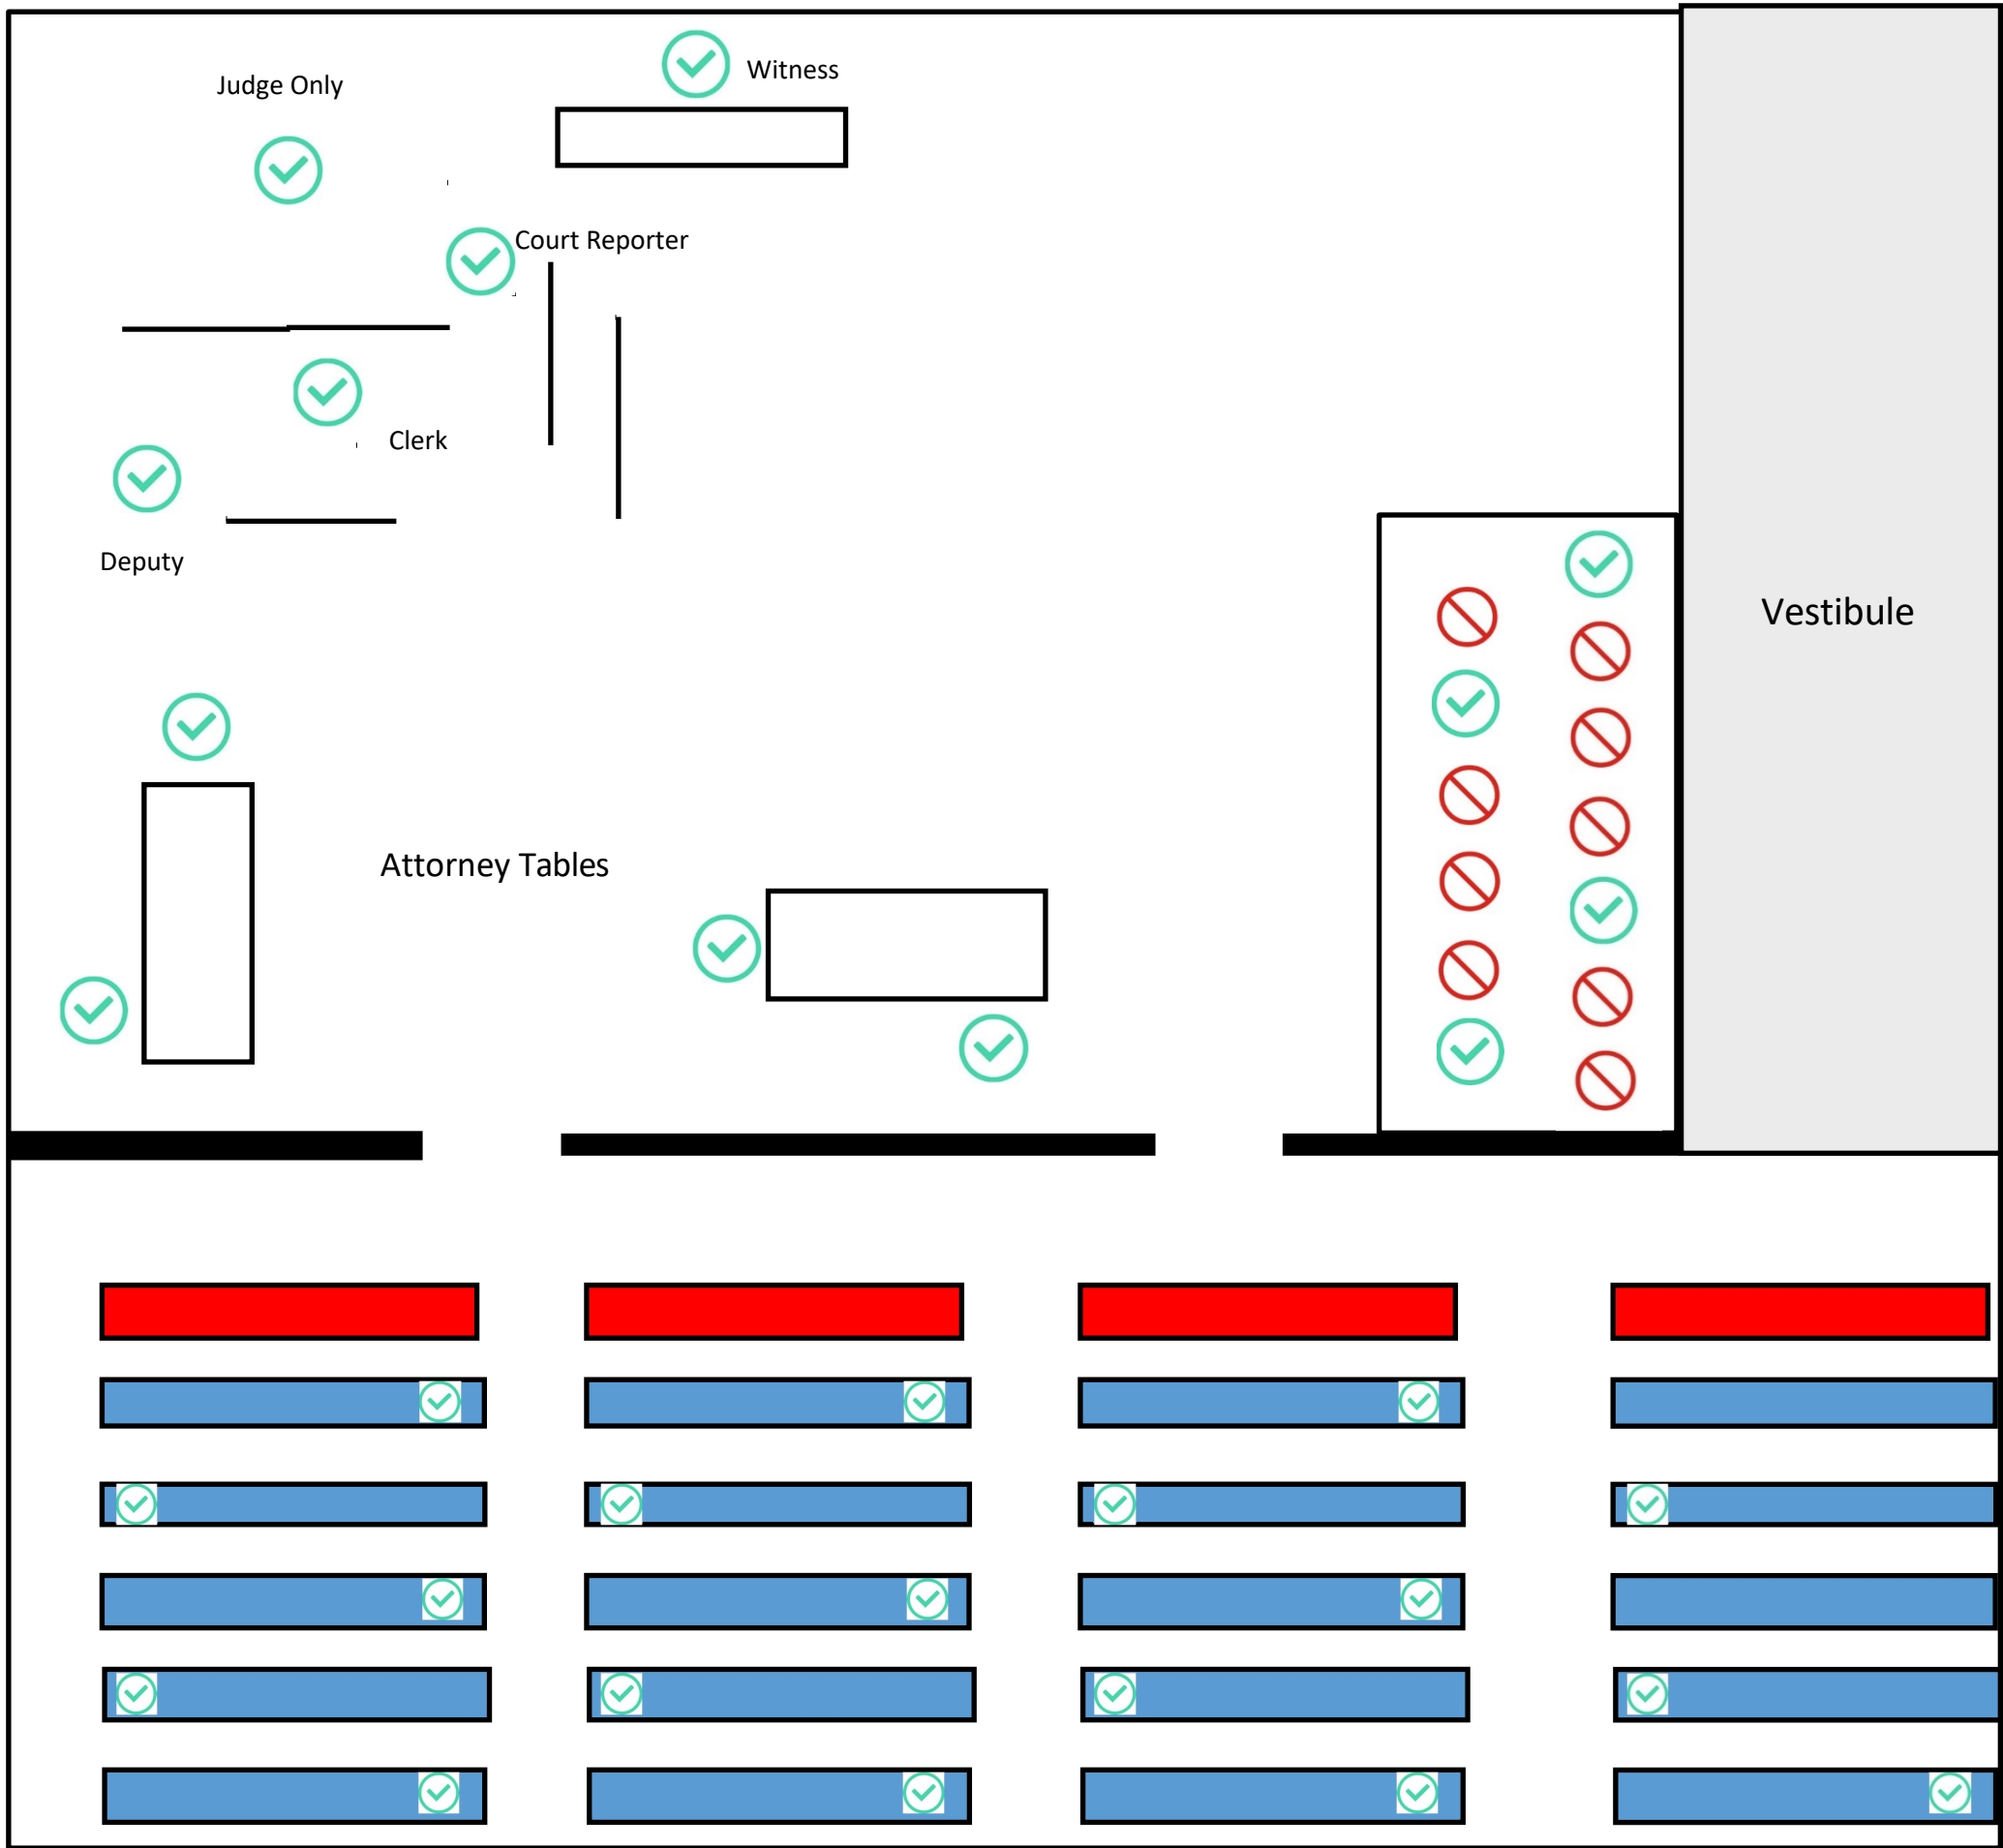 Witness
Judge Only
Court Reporter
Clerk
Deputy
Vestibule
Attorney Tables